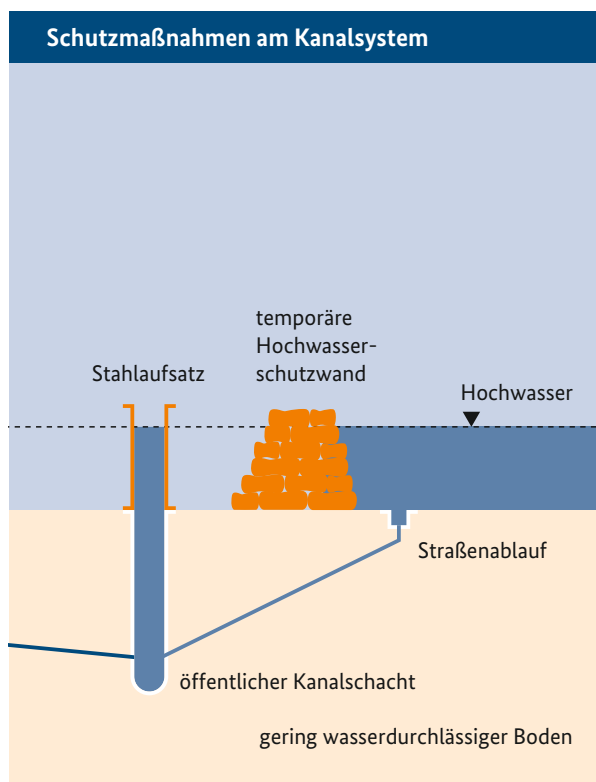 Schutzmaßnahmen am Kanalsystem
temporäre
Hochwasser-
schutzwand
Stahlaufsatz
Hochwasser
Straßenablauf
öffentlicher Kanalschacht
gering wasserdurchlässiger Boden